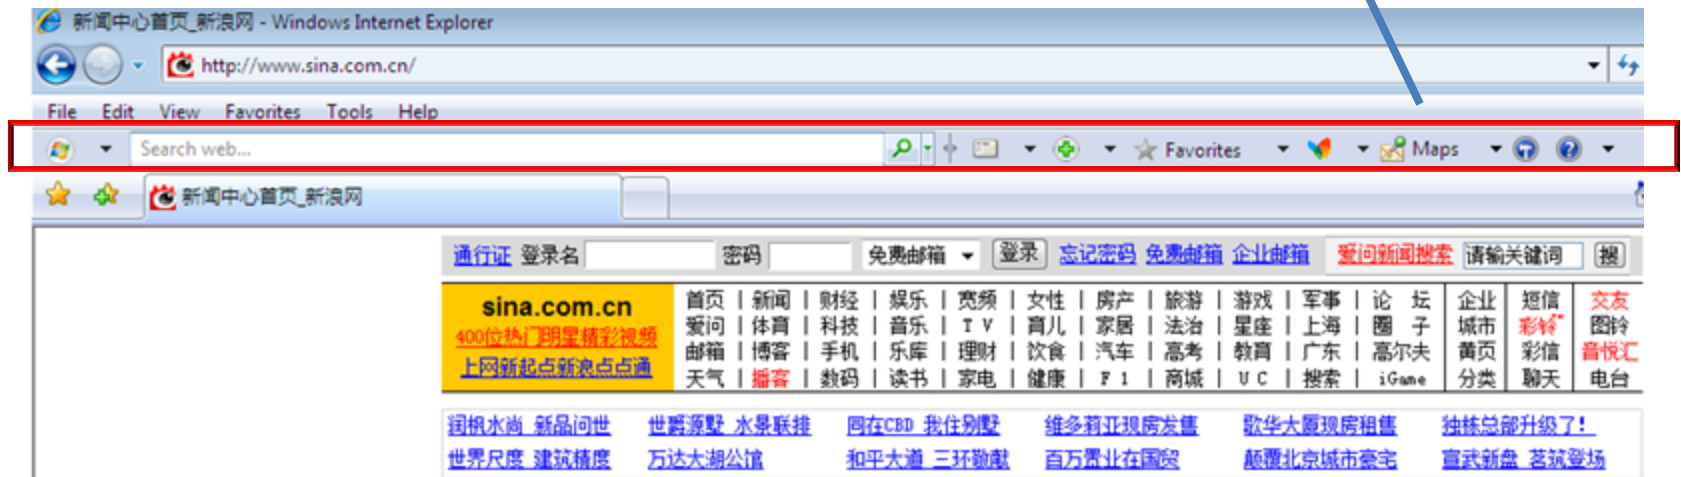 新闻中心首页_新浪网 - Windows Internet Explorer
http://www.sina.com.cn/
File Edit View Favorites Tools Help
Search web... Favorites Maps
新闻中心首页_新浪网
通行证 登录名 密码 免费邮箱 登录 忘记密码 免费邮箱 企业邮箱 爱问新闻搜索 请输关键词 搜
sina.com.cn
400位热门明星精彩视频
上网新起点新浪点点通
首页 | 新闻 | 财经 | 娱乐 | 宽频 | 女性 | 房产 | 旅游 | 游戏 | 军事 | 论 坛 企业 短信 交友
爱问 | 体育 | 科技 | 音乐 | TV | 育儿 | 家居 | 法治 | 星座 | 上海 | 圈 子 城市 彩铃 图铃
邮箱 | 博客 | 手机 | 乐库 | 理财 | 饮食 | 汽车 | 高考 | 教育 | 广东 | 高尔夫 黄页 彩信 音悦汇
天气 | 播客 | 数码 | 读书 | 家电 | 健康 | F1 | 商城 | UC | 搜索 | iGame 分类 聊天 电台
润枫水尚 新品问世 世爵源墅 水景联排 同在CBD 我住别墅 维多莉亚现房发售 歌华大厦现房租售 独栋总部升级了!
世界尺度 建筑精度 万达大湖公馆 和平大道 三环敬献 百万置业在国贸 颠覆北京城市豪宅 宣武新盘 茗筑登场